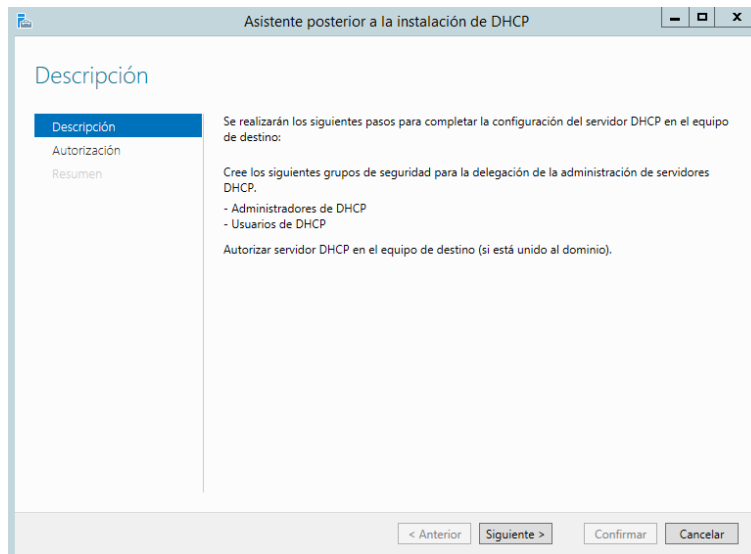 Asistente posterior a la instalación de DHCP
Descripción
Descripción
Autorización
Resumen
Se realizarán los siguientes pasos para completar la configuración del servidor DHCP en el equipo
de destino:
Cree los siguientes grupos de seguridad para la delegación de la administración de servidores
DHCP.
- Administradores de DHCP
- Usuarios de DHCP
Autorizar servidor DHCP en el equipo de destino (si está unido al dominio).
< Anterior Siguiente > Confirmar Cancelar